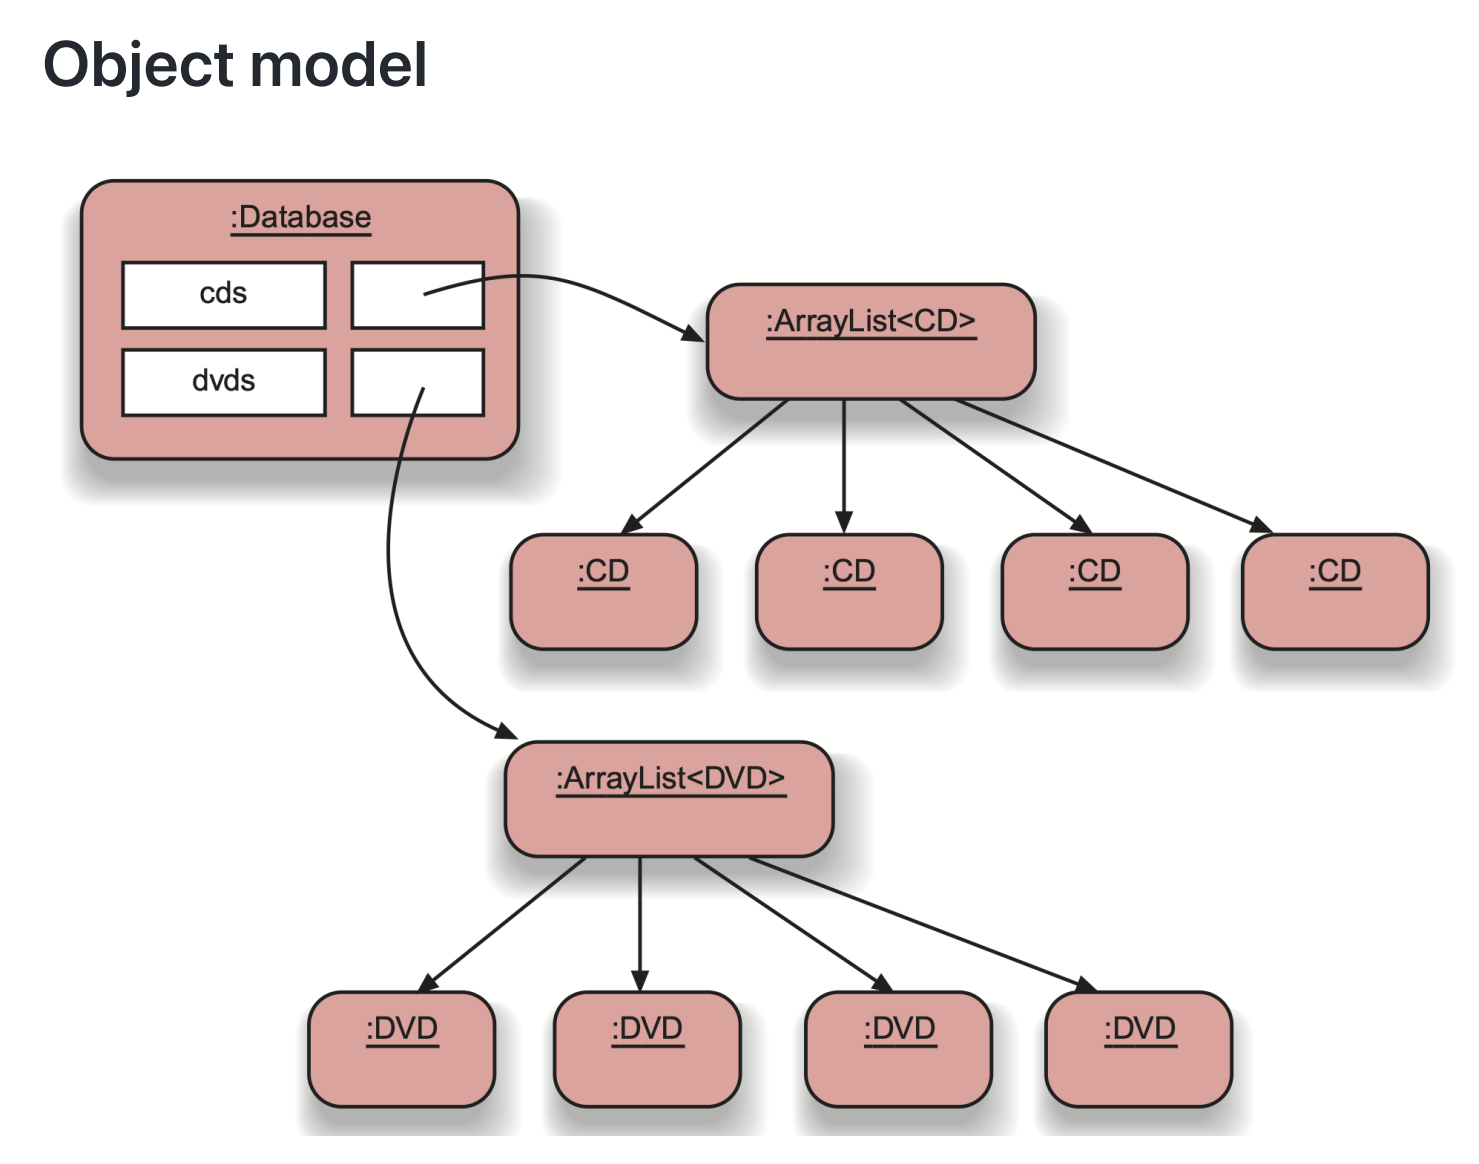 Object model
:Database
cds
dvds
:ArrayList<CD>
:CD :CD :CD :CD
:ArrayList<DVD>
:DVD :DVD :DVD :DVD